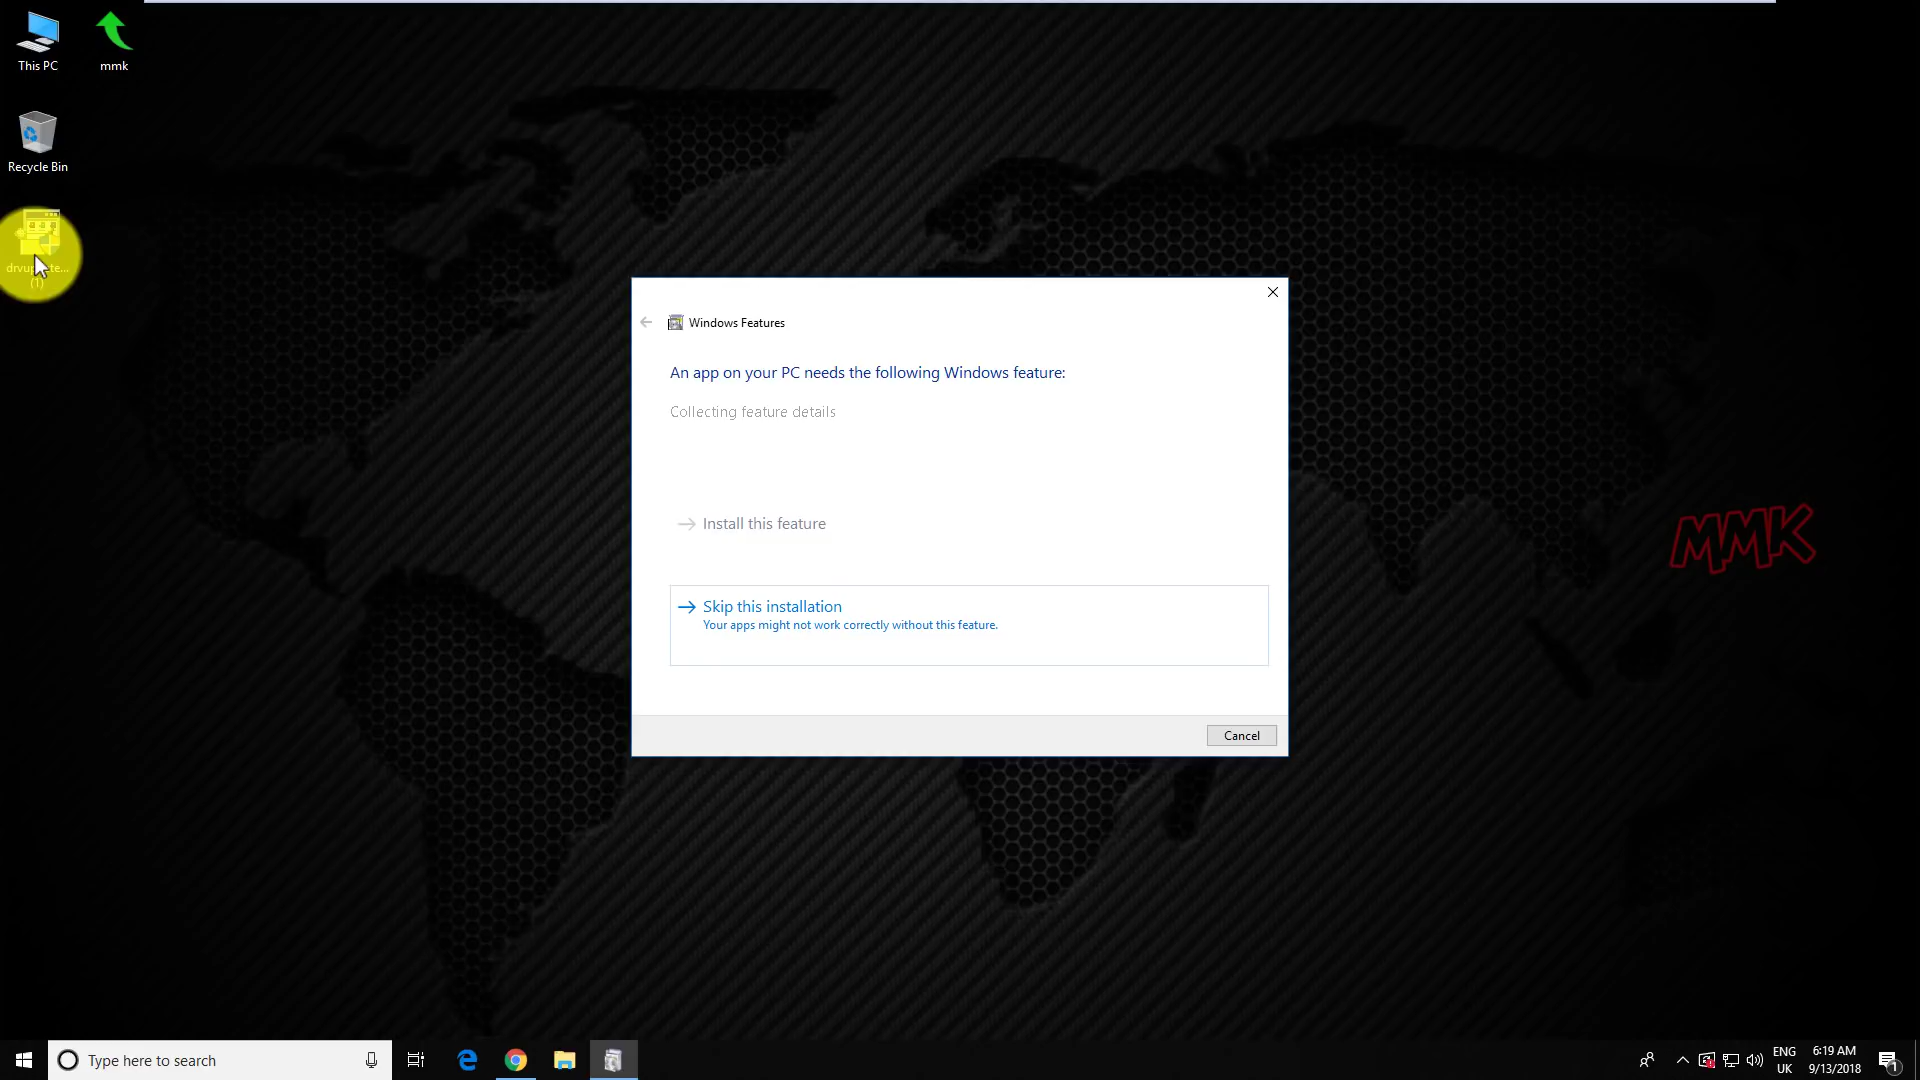 This PC
mmk
Recycle Bin
(1)
Windows Features
An app on your PC needs the following Windows feature:
Collecting feature details
Install this feature
Skip this installation
Your apps might not work correctly without this feature.
Cancel
MMK
Type here to search
ENG
UK
6:19 AM
9/13/2018
1